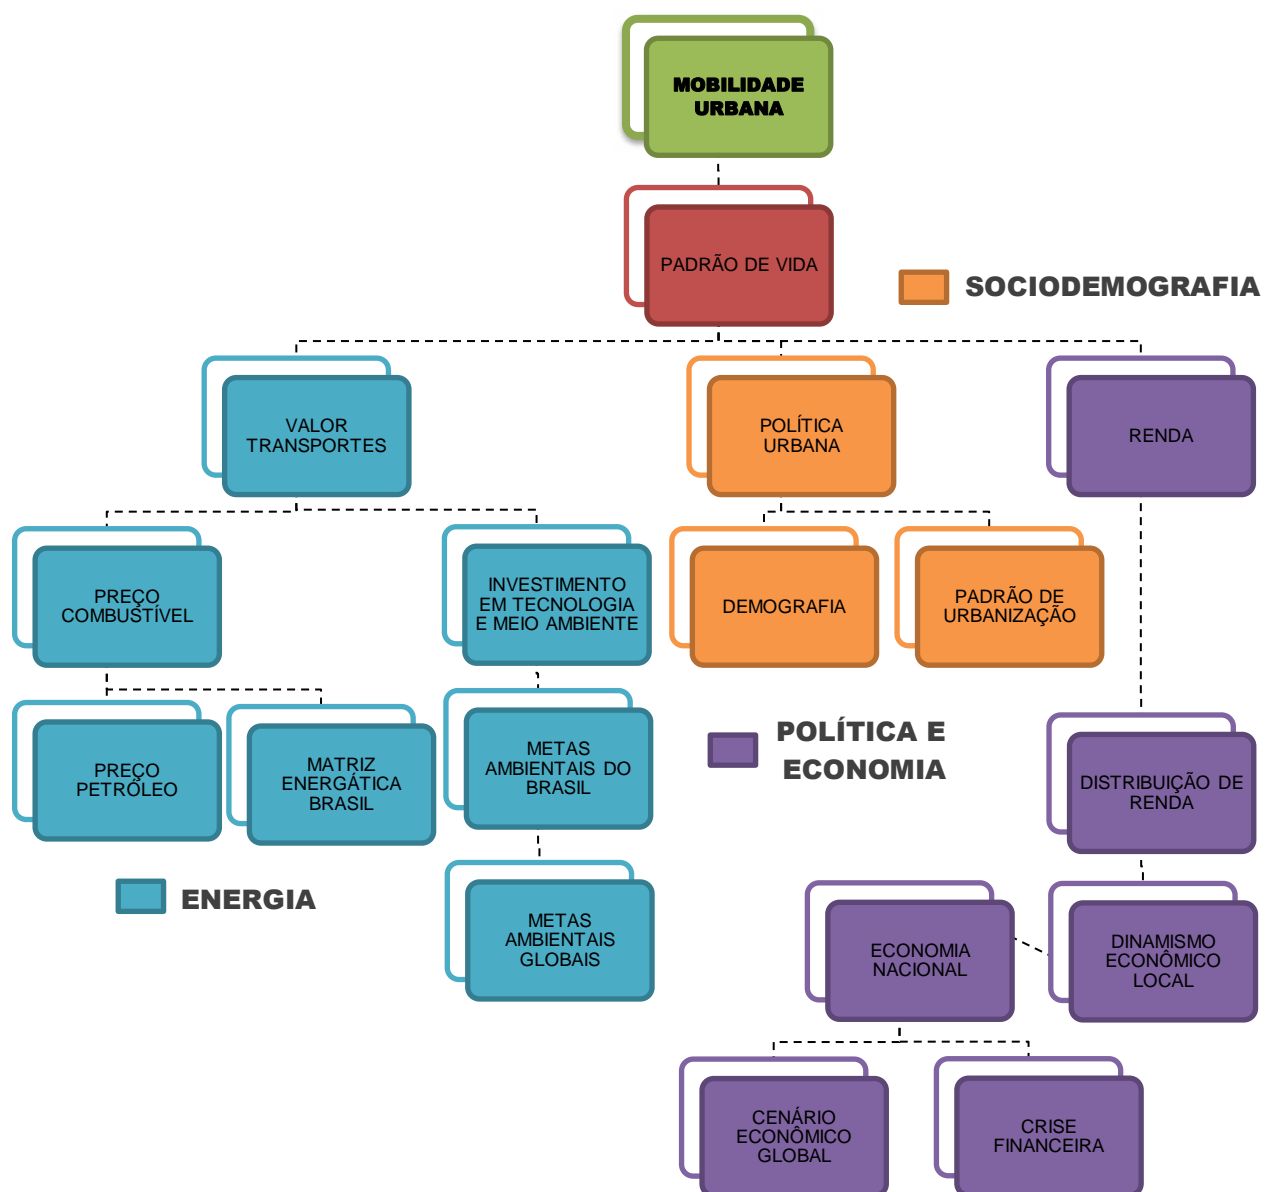 MOBILIDADE
URBANA
PADRÃO DE VIDA
SOCIODEMOGRAFIA
VALOR
TRANSPORTES
POLÍTICA
URBANA
RENDA
PREÇO
COMBUSTÍVEL
INVESTIMENTO
EM TECNOLOGIA
E MEIO AMBIENTE
DEMOGRAFIA
PADRÃO DE
URBANIZAÇÃO
PREÇO
PETRÓLEO
MATRIZ
ENERGÁTICA
BRASIL
METAS
AMBIENTAIS DO
BRASIL
POLÍTICA E
ECONOMIA
DISTRIBUIÇÃO DE
RENDA
ENERGIA
METAS
AMBIENTAIS
GLOBAIS
ECONOMIA
NACIONAL
DINAMISMO
ECONÔMICO
LOCAL
CENÁRIO
ECONÔMICO
GLOBAL
CRISE
FINANCEIRA